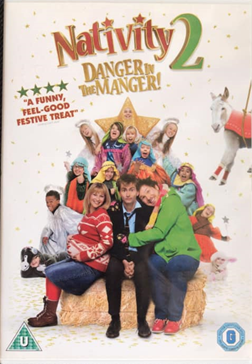 Nativity 2
DANGER IN
THE MANGER!
"A FUNNY,
FEEL-GOOD
FESTIVE TREAT"
U